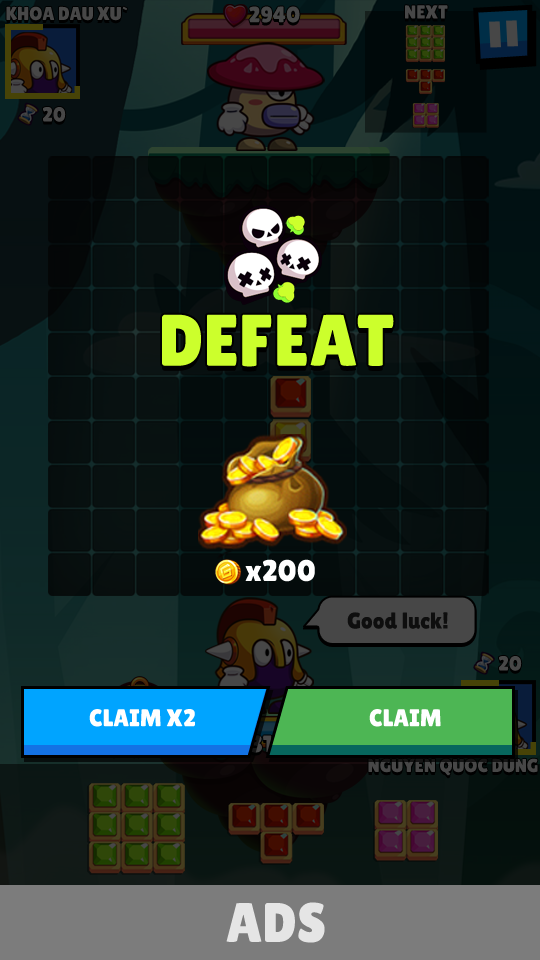 KHOA DAU XU`
2940
NEXT
20
DEFEAT
x200
Good luck!
20
CLAIM X2
CLAIM
NGUYEN QUOC DUNG
ADS